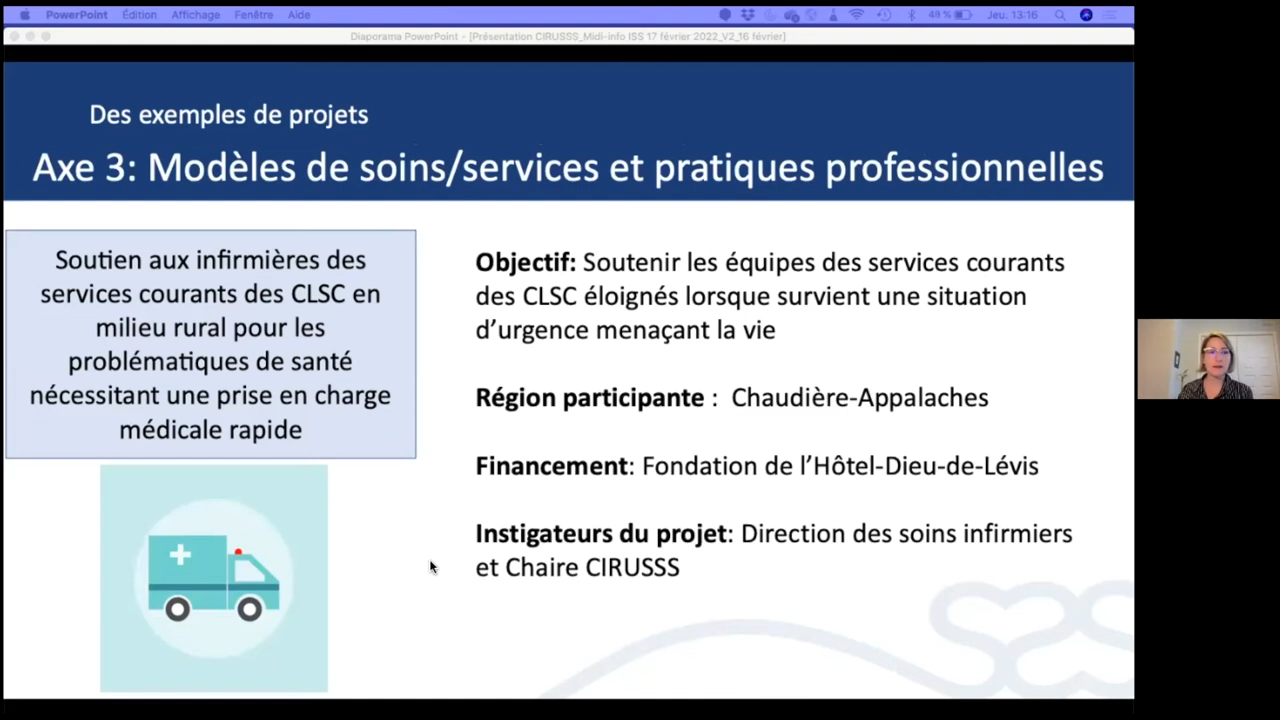 PowerPoint Édition Affichage Fenêtre Aide 48 % Jeu. 13:16
Diaporama PowerPoint - [Présentation CIRUSSS_Midi-info ISS 17 février 2022_V2_16 février]
Des exemples de projets
Axe 3: Modèles de soins/services et pratiques professionnelles
Soutien aux infirmières des
services courants des CLSC en
milieu rural pour les
problématiques de santé
nécessitant une prise en charge
médicale rapide
Objectif: Soutenir les équipes des services courants
des CLSC éloignés lorsque survient une situation
d’urgence menaçant la vie
Région participante : Chaudière-Appalaches
Financement: Fondation de l’Hôtel-Dieu-de-Lévis
Instigateurs du projet: Direction des soins infirmiers
et Chaire CIRUSSS